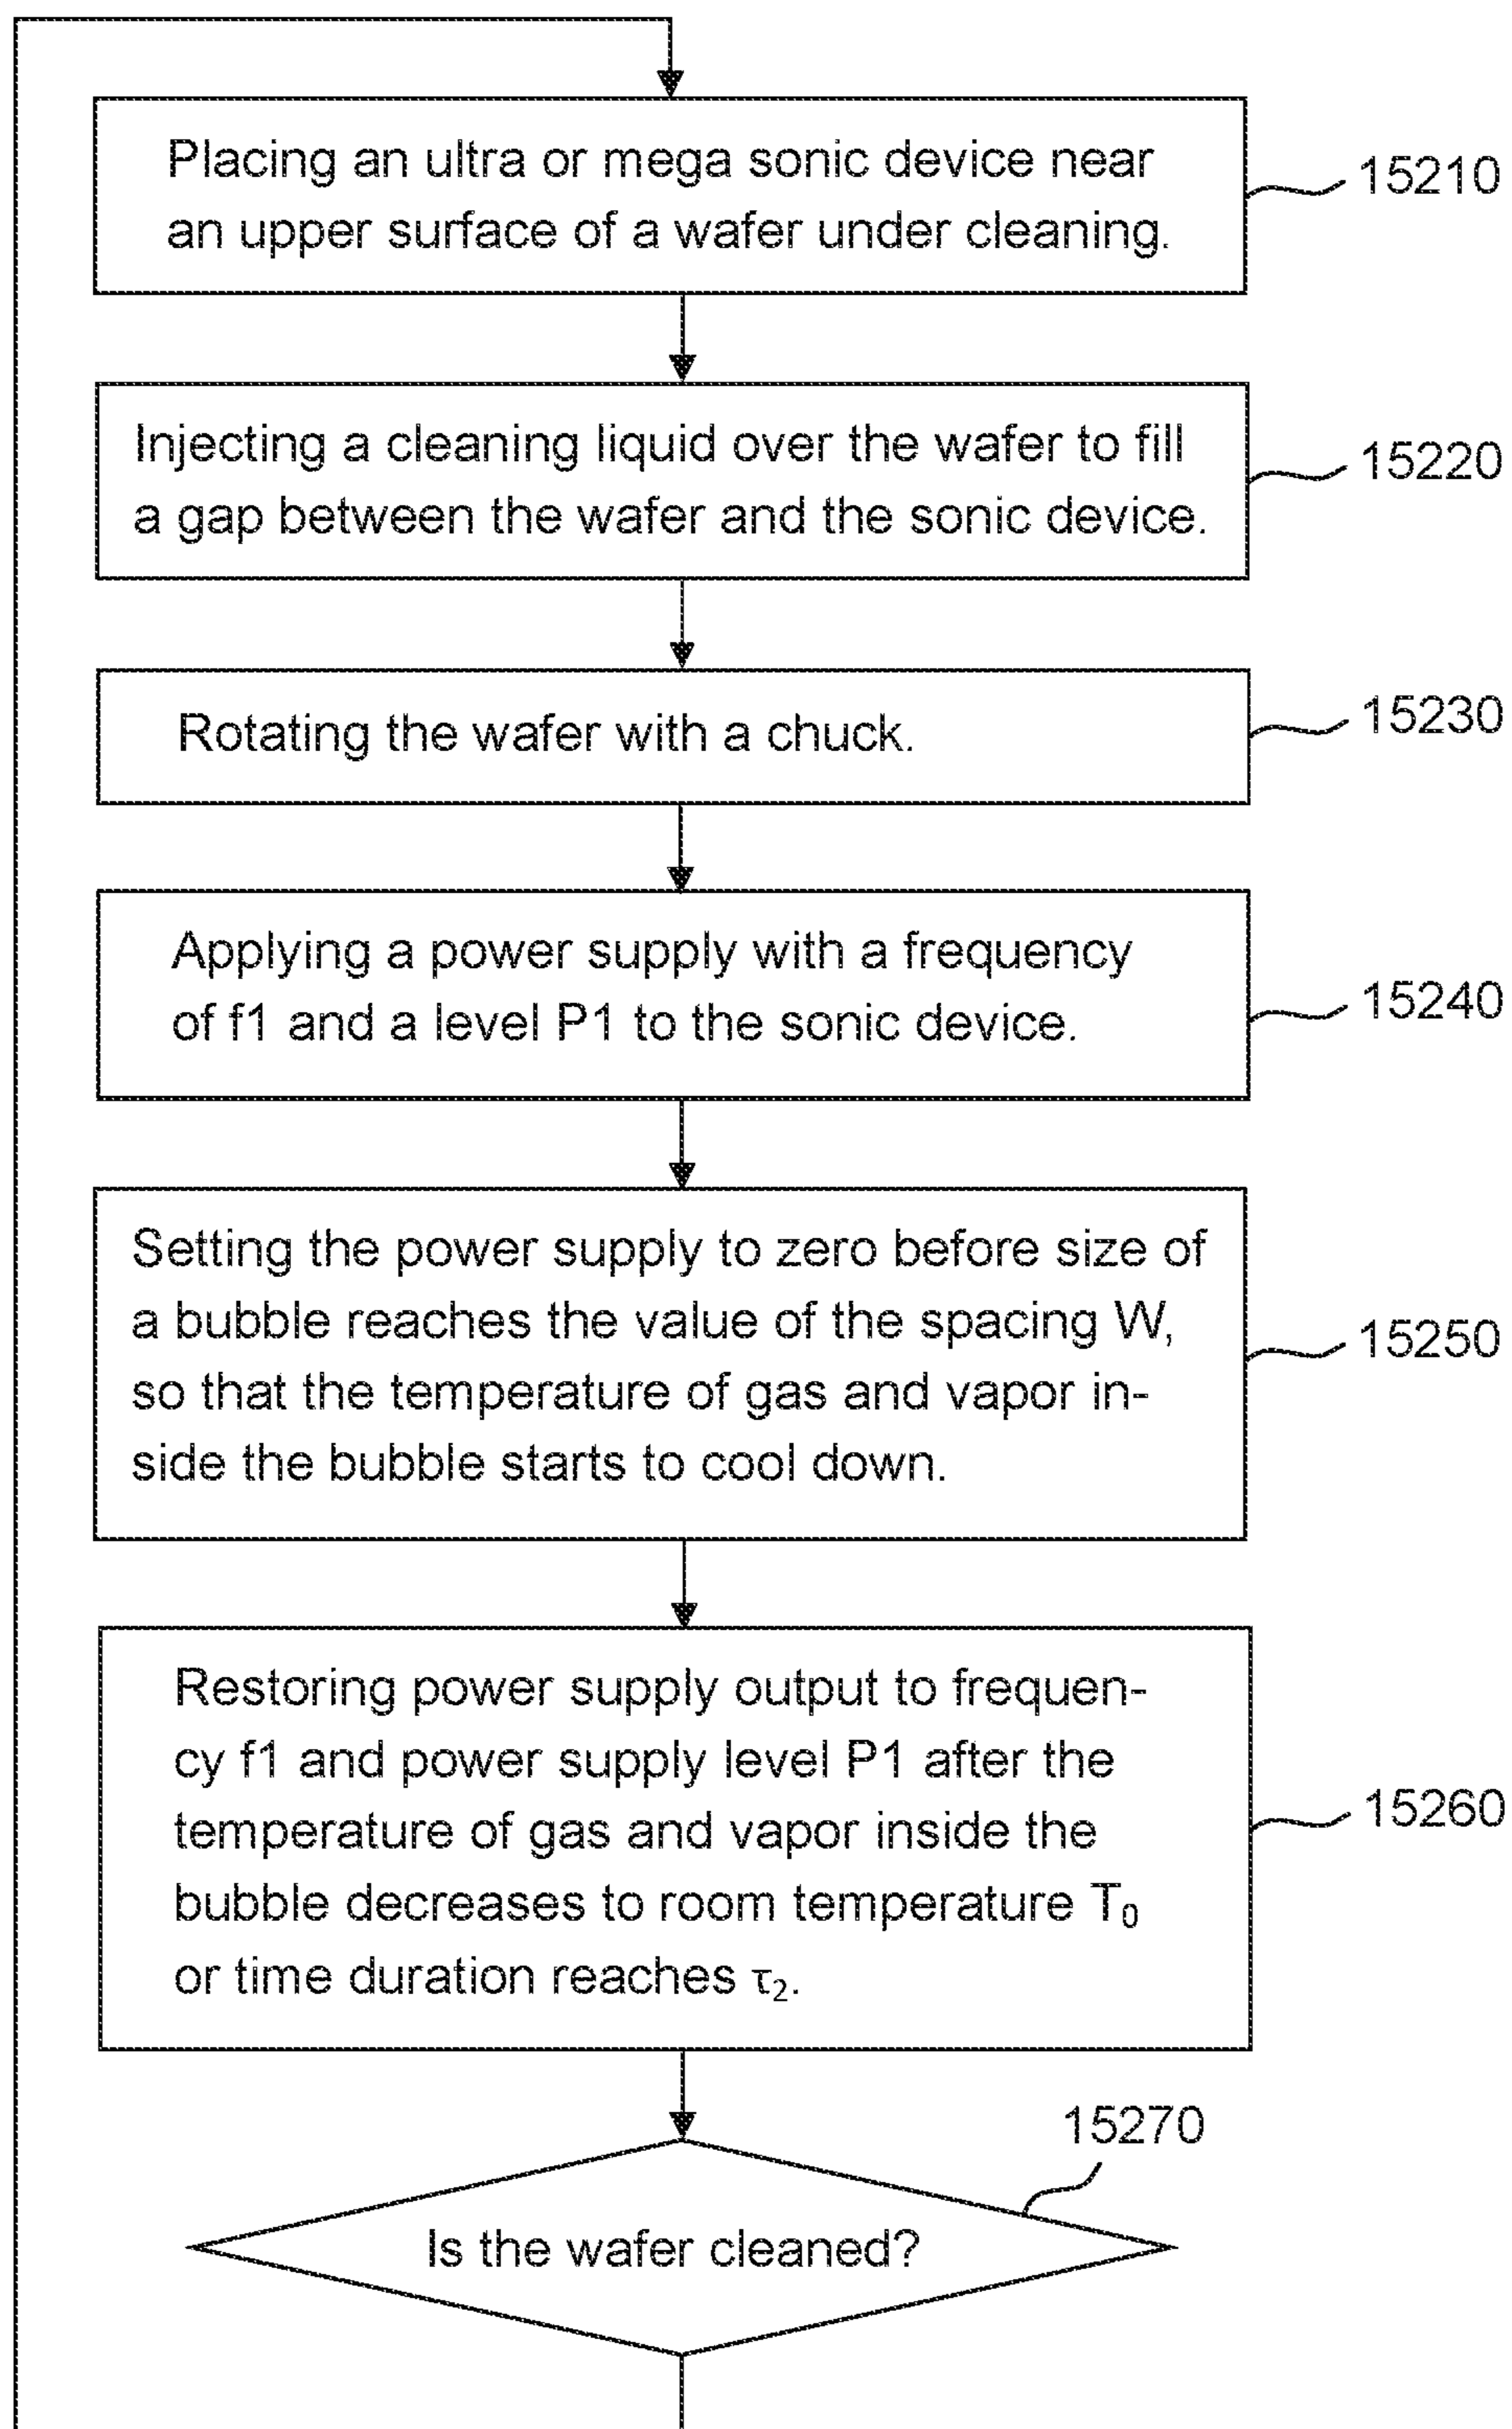 Placing an ultra or mega sonic device near
an upper surface of a wafer under cleaning.
15210
Injecting a cleaning liquid over the wafer to fill
a gap between the wafer and the sonic device.
15220
Rotating the wafer with a chuck.
15230
Applying a power supply with a frequency
of f1 and a level P1 to the sonic device.
15240
Setting the power supply to zero before size of
a bubble reaches the value of the spacing W,
so that the temperature of gas and vapor in-
side the bubble starts to cool down.
15250
Restoring power supply output to frequen-
cy f1 and power supply level P1 after the
temperature of gas and vapor inside the
bubble decreases to room temperature T₀
or time duration reaches τ₂.
15260
15270
Is the wafer cleaned?